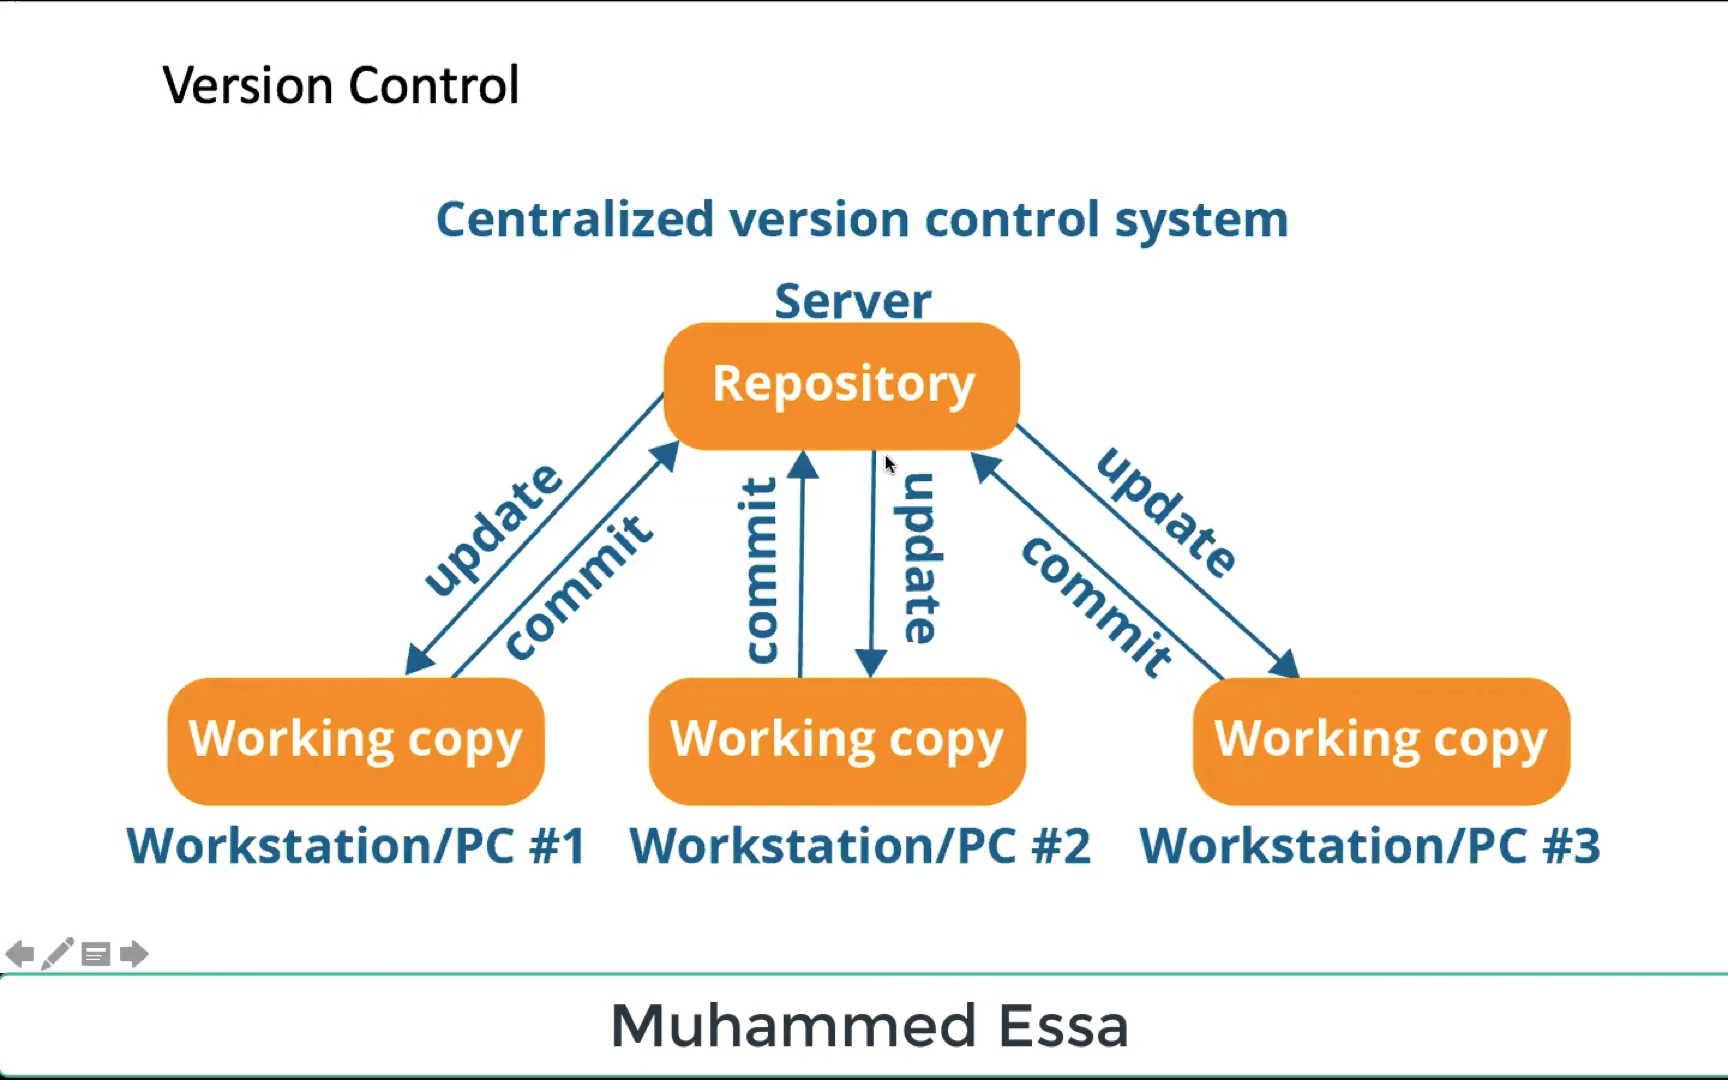 Version Control
Centralized version control system
Server
Repository
update
commit
commit
update
commit
update
Working copy
Working copy
Working copy
Workstation/PC #1
Workstation/PC #2
Workstation/PC #3
Muhammed Essa